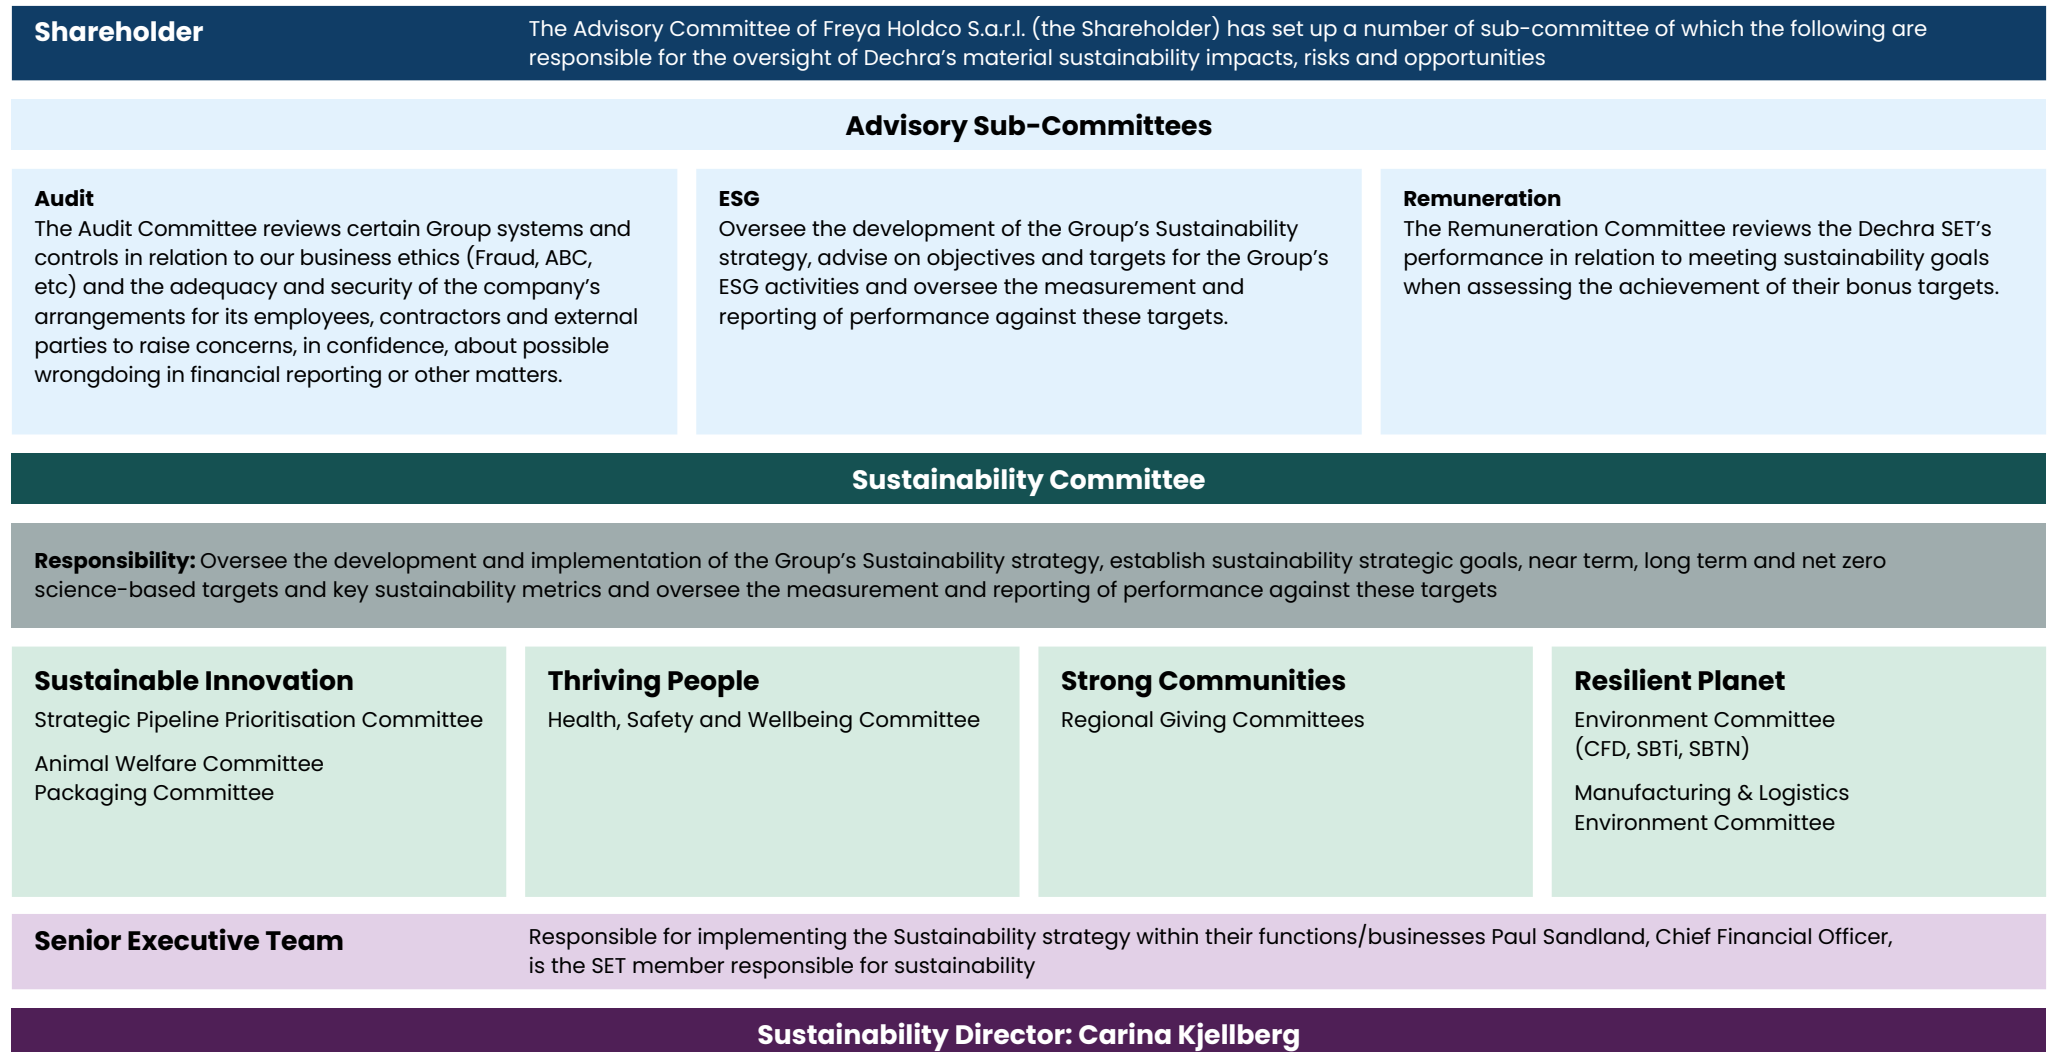 Shareholder
The Advisory Committee of Freya Holdco S.a.r.l. (the Shareholder) has set up a number of sub-committee of which the following are
responsible for the oversight of Dechra’s material sustainability impacts, risks and opportunities
Advisory Sub-Committees
Audit
The Audit Committee reviews certain Group systems and
controls in relation to our business ethics (Fraud, ABC,
etc) and the adequacy and security of the company’s
arrangements for its employees, contractors and external
parties to raise concerns, in confidence, about possible
wrongdoing in financial reporting or other matters.
ESG
Oversee the development of the Group’s Sustainability
strategy, advise on objectives and targets for the Group’s
ESG activities and oversee the measurement and
reporting of performance against these targets.
Remuneration
The Remuneration Committee reviews the Dechra SET’s
performance in relation to meeting sustainability goals
when assessing the achievement of their bonus targets.
Sustainability Committee
Responsibility: Oversee the development and implementation of the Group’s Sustainability strategy, establish sustainability strategic goals, near term, long term and net zero
science-based targets and key sustainability metrics and oversee the measurement and reporting of performance against these targets
Sustainable Innovation
Strategic Pipeline Prioritisation Committee
Animal Welfare Committee
Packaging Committee
Thriving People
Health, Safety and Wellbeing Committee
Strong Communities
Regional Giving Committees
Resilient Planet
Environment Committee
(CFD, SBTi, SBTN)
Manufacturing & Logistics
Environment Committee
Senior Executive Team
Responsible for implementing the Sustainability strategy within their functions/businesses Paul Sandland, Chief Financial Officer,
is the SET member responsible for sustainability
Sustainability Director: Carina Kjellberg